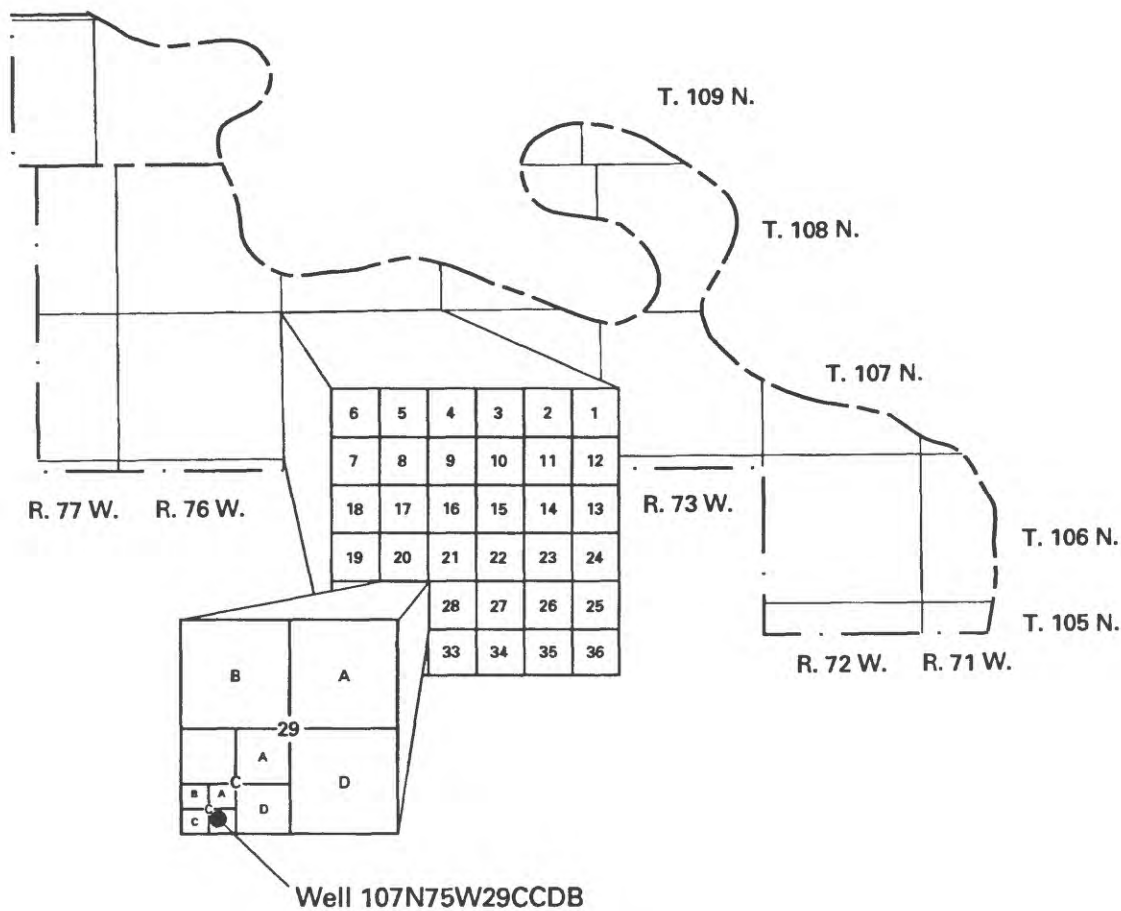 T. 109 N.
T. 108 N.
T. 107 N.
6 5 4 3 2 1
7 8 9 10 11 12
R. 77 W. R. 76 W. R. 73 W.
18 17 16 15 14 13
T. 106 N.
19 20 21 22 23 24
28 27 26 25
T. 105 N.
33 34 35 36
R. 72 W. R. 71 W.
B A
29
A
C D
B A
C D
C
Well 107N75W29CCDB